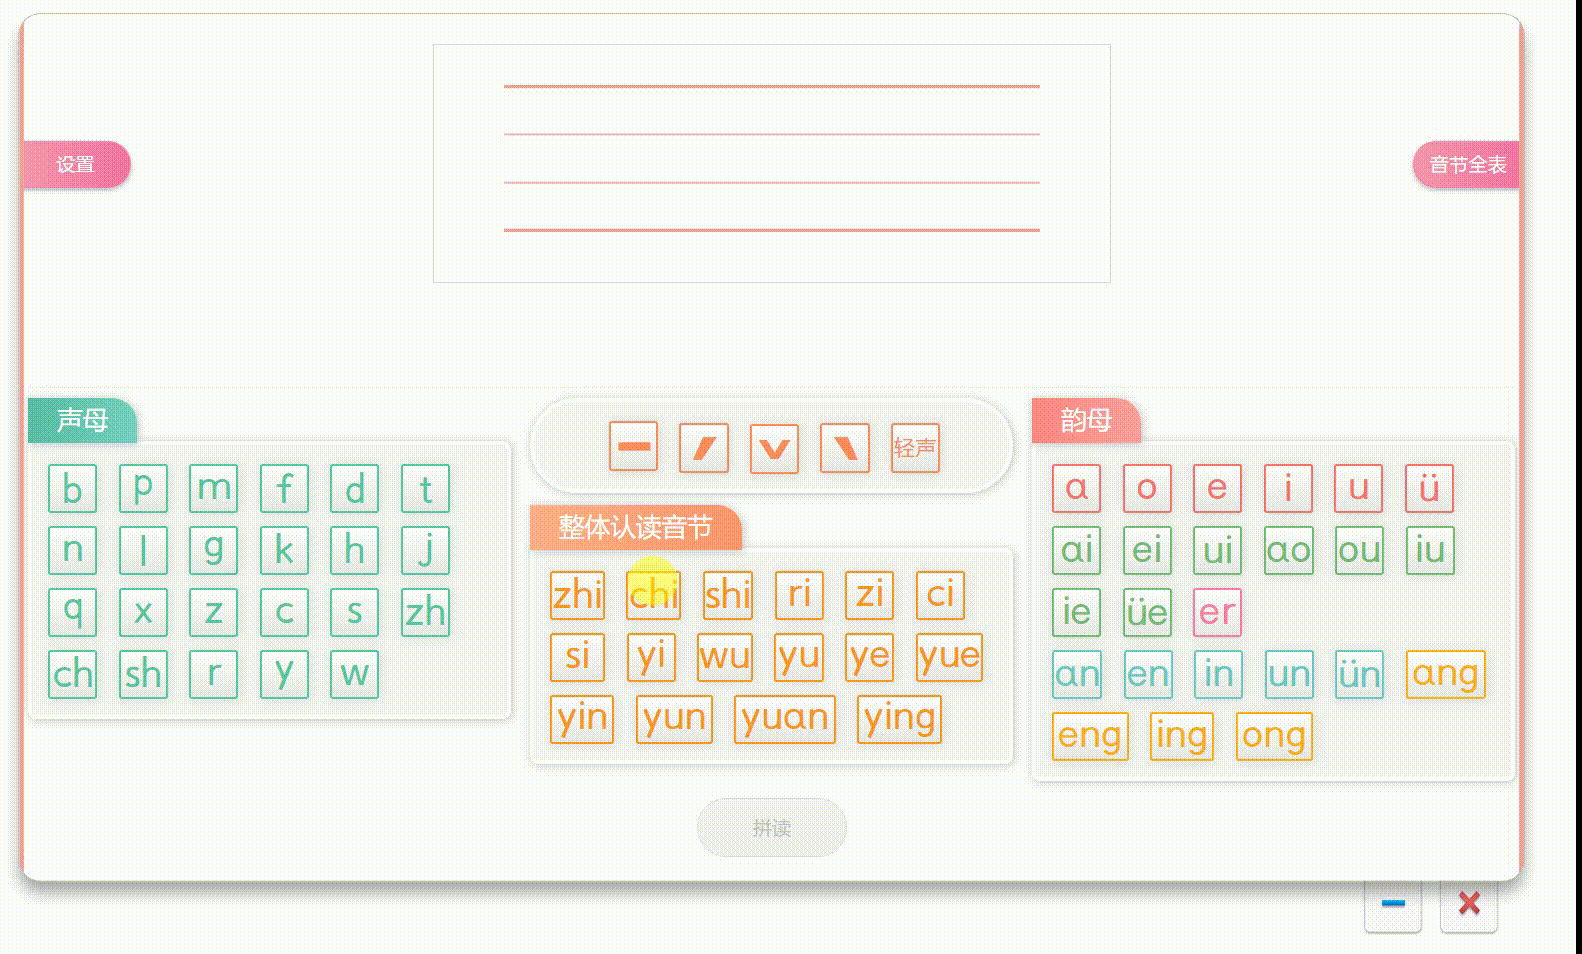 设置
音节全表
声母
b p m f d t
n l g k h j
q x z c s zh
ch sh r y w
轻声
整体认读音节
zhi chi shi ri zi ci
si yi wu yu ye yue
yin yun yuan ying
韵母
ɑ o e i u ü
ɑi ei ui ɑo ou iu
ie üe er
ɑn en in un ün ɑng
eng ing ong
拼读